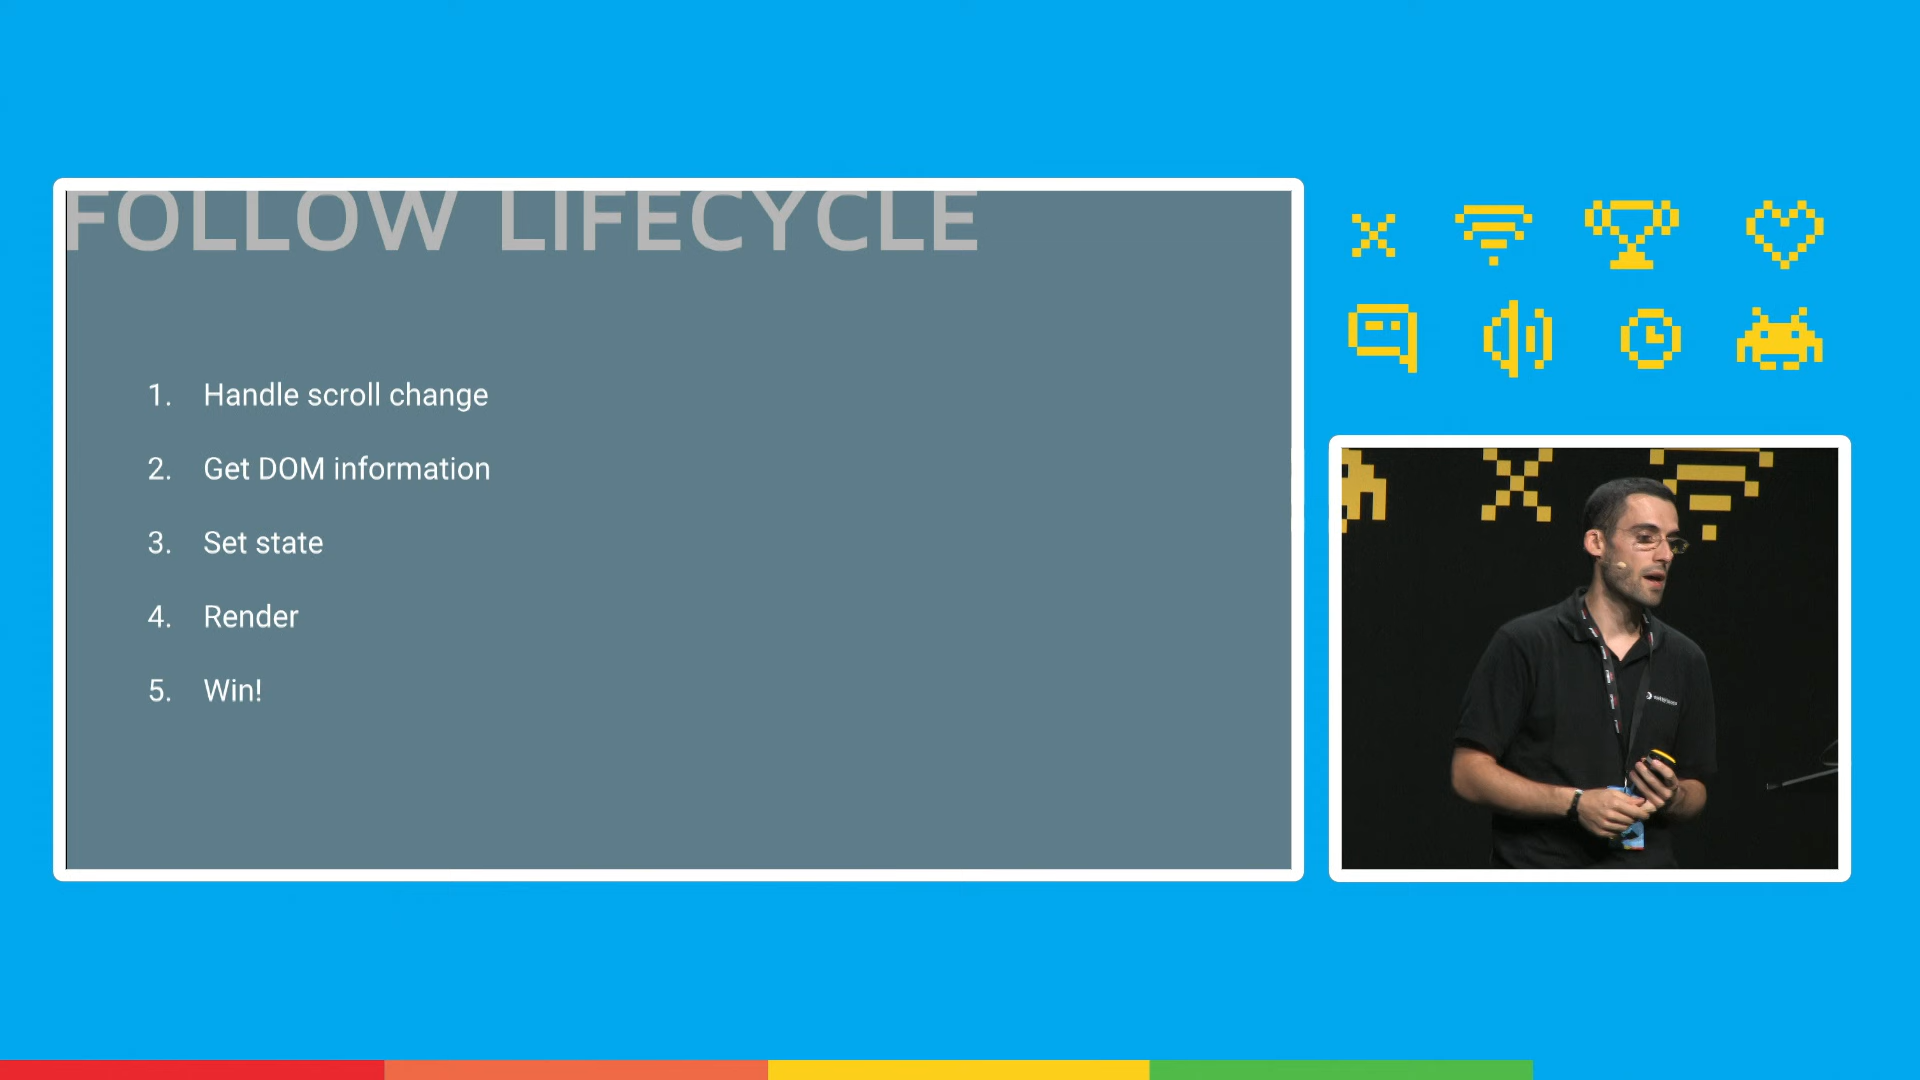 FOLLOW LIFECYCLE
1. Handle scroll change
2. Get DOM information
3. Set state
4. Render
5. Win!